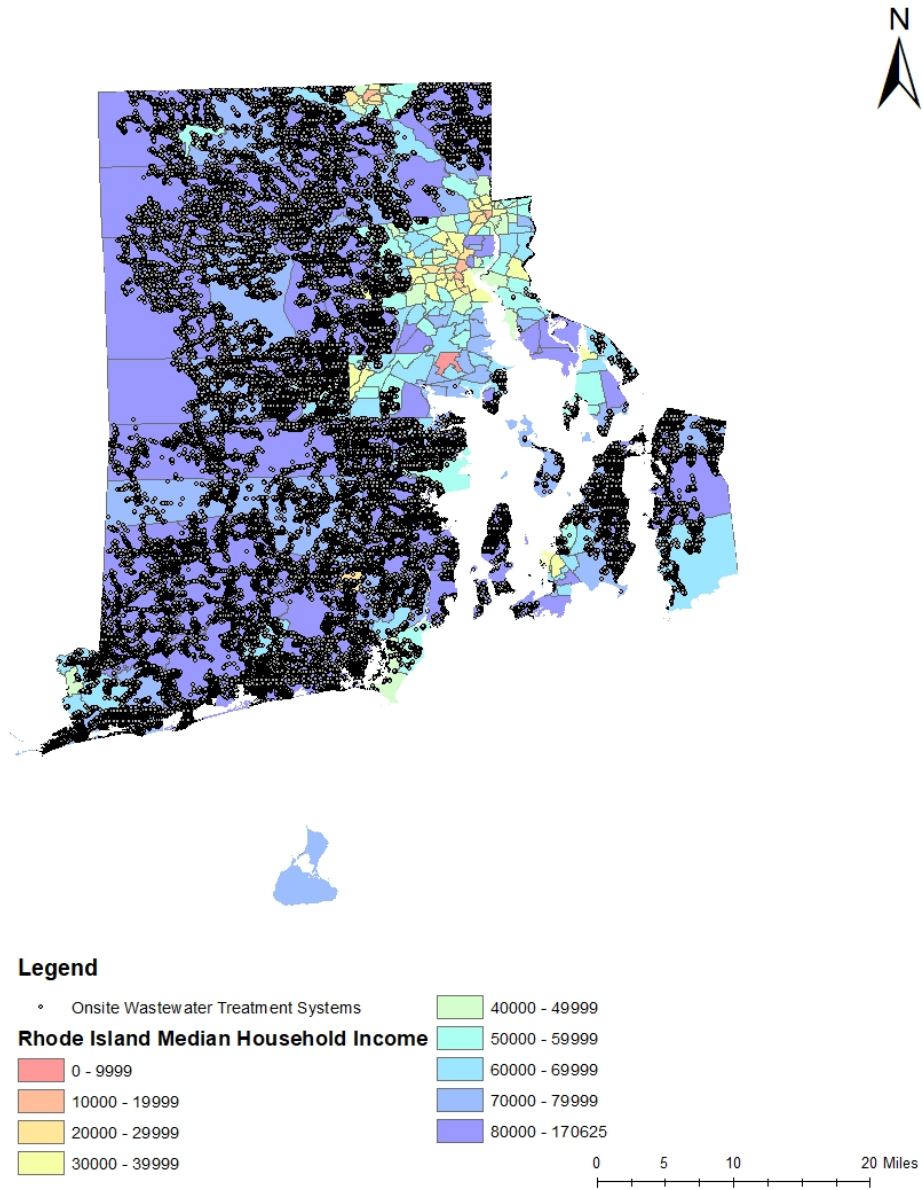 N
Legend
Onsite Wastewater Treatment Systems
Rhode Island Median Household Income
0 - 9999
10000 - 19999
20000 - 29999
30000 - 39999
40000 - 49999
50000 - 59999
60000 - 69999
70000 - 79999
80000 - 170625
0 5 10 20 Miles